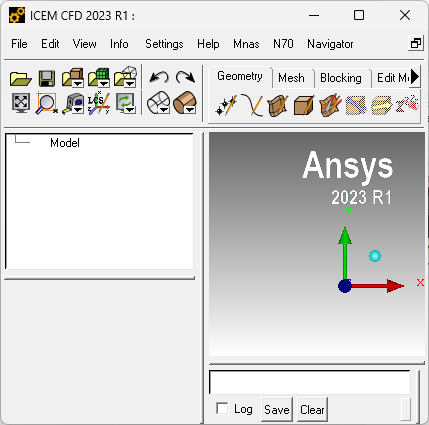 ICEM CFD 2023 R1 :
File Edit View Info Settings Help Mnas N70 Navigator
Geometry Mesh Blocking Edit M
LCS
Model
Ansys
2023 R1
Y
X
Log Save Clear